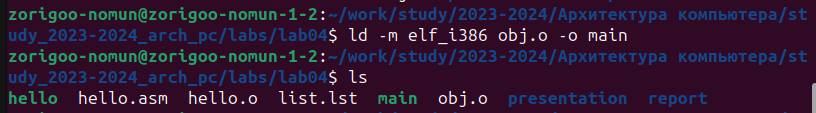 zorigoo-nomun@zorigoo-nomun-1-2:~/work/study/2023-2024/Архитектура компьютера/st
udy_2023-2024_arch_pc/labs/lab04$ ld -m elf_i386 obj.o -o main
zorigoo-nomun@zorigoo-nomun-1-2:~/work/study/2023-2024/Архитектура компьютера/st
udy_2023-2024_arch_pc/labs/lab04$ ls
hello  hello.asm  hello.o  list.lst  main  obj.o  presentation  report